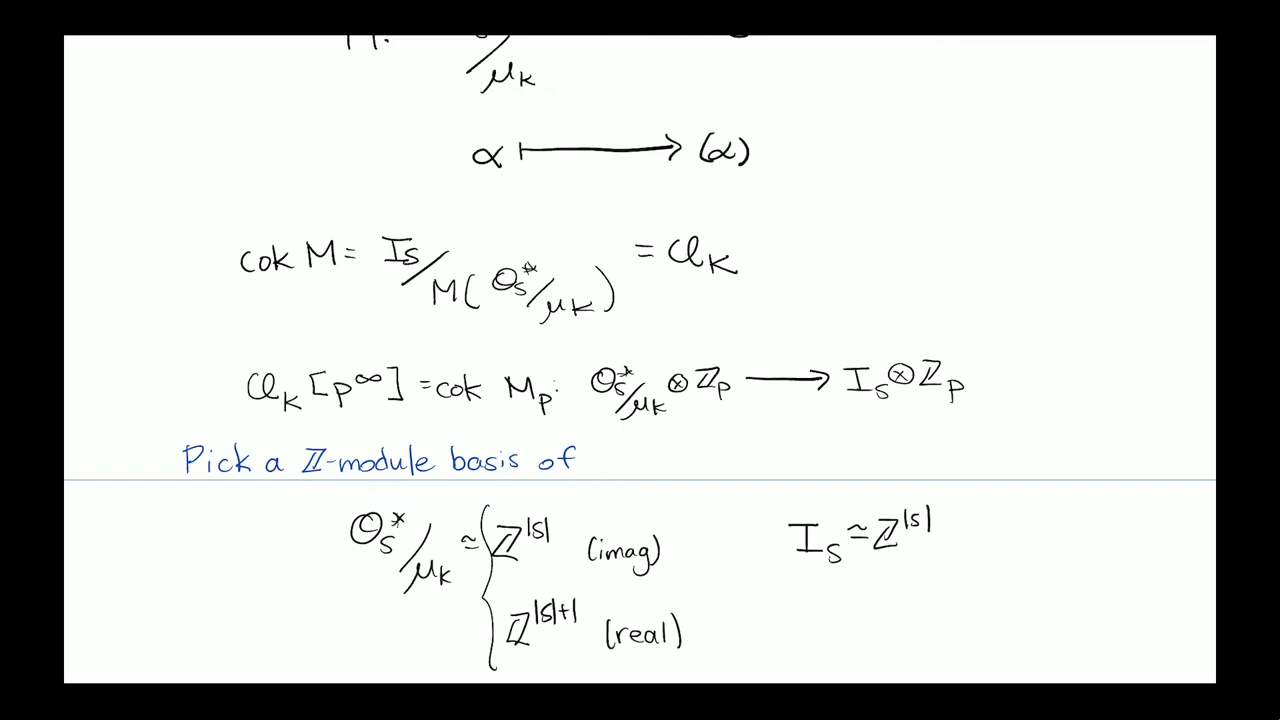 M: S/μ_K
α ⟼ (α)
cok M = I_S/M(O_S^*/μ_K) = Cl_K
Cl_K[p^∞] = cok M_p: O_S^*/μ_K ⊗ ℤ_p ⟶ I_S ⊗ ℤ_p
Pick a ℤ-module basis of
O_S^*/μ_K ≃ { ℤ^|S| (imag) I_S ≃ ℤ^|S|
ℤ^|S|+1 (real)